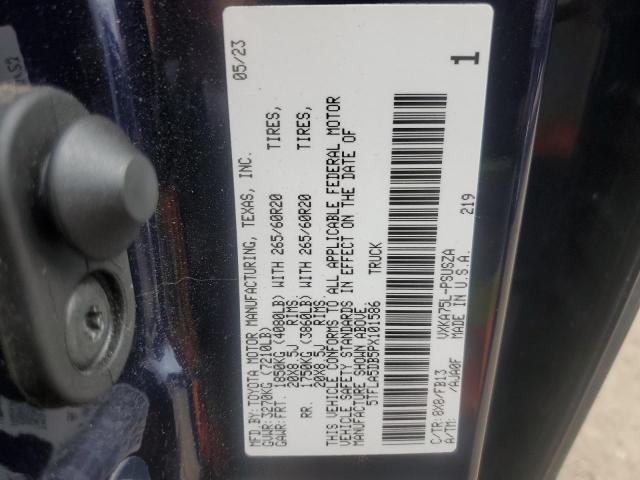 MFD.BY: TOYOTA MOTOR MANUFACTURING, TEXAS, INC. 05/23
GVWR: 3270KG (7210LB)
GAWR: FRT. 1850KG (4080LB) WITH 265/60R20 TIRES,
20X8.5J RIMS,
RR. 1750KG (3860LB) WITH 265/60R20 TIRES,
20X8.5J RIMS.
THIS VEHICLE CONFORMS TO ALL APPLICABLE FEDERAL MOTOR
VEHICLE SAFETY STANDARDS IN EFFECT ON THE DATE OF
MANUFACTURE SHOWN ABOVE.
5TFLA5DB5PX101586 TRUCK
C/TR: 8X8/FB13 VXKA75L-PSUSZA
A/TM: /AJA0F MADE IN U.S.A. 219
1